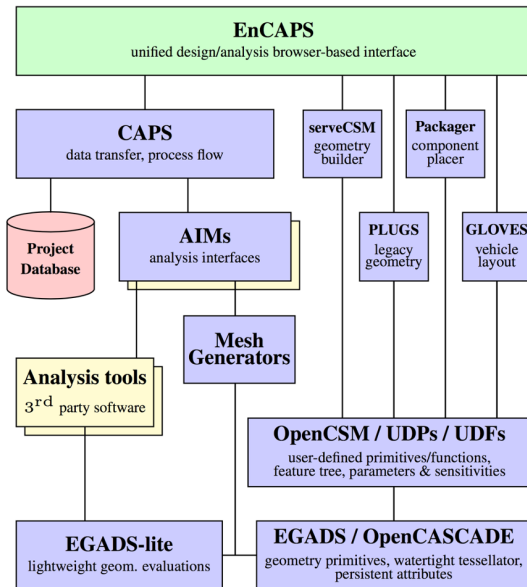 EnCAPS
unified design/analysis browser-based interface
CAPS
data transfer, process flow
serveCSM
geometry
builder
Packager
component
placer
Project
Database
AIMs
analysis interfaces
PLUGS
legacy
geometry
GLOVES
vehicle
layout
Mesh
Generators
Analysis tools
3rd party software
OpenCSM / UDPs / UDFs
user-defined primitives/functions,
feature tree, parameters & sensitivities
EGADS-lite
lightweight geom. evaluations
EGADS / OpenCASCADE
geometry primitives, watertight tessellator,
persistent attributes